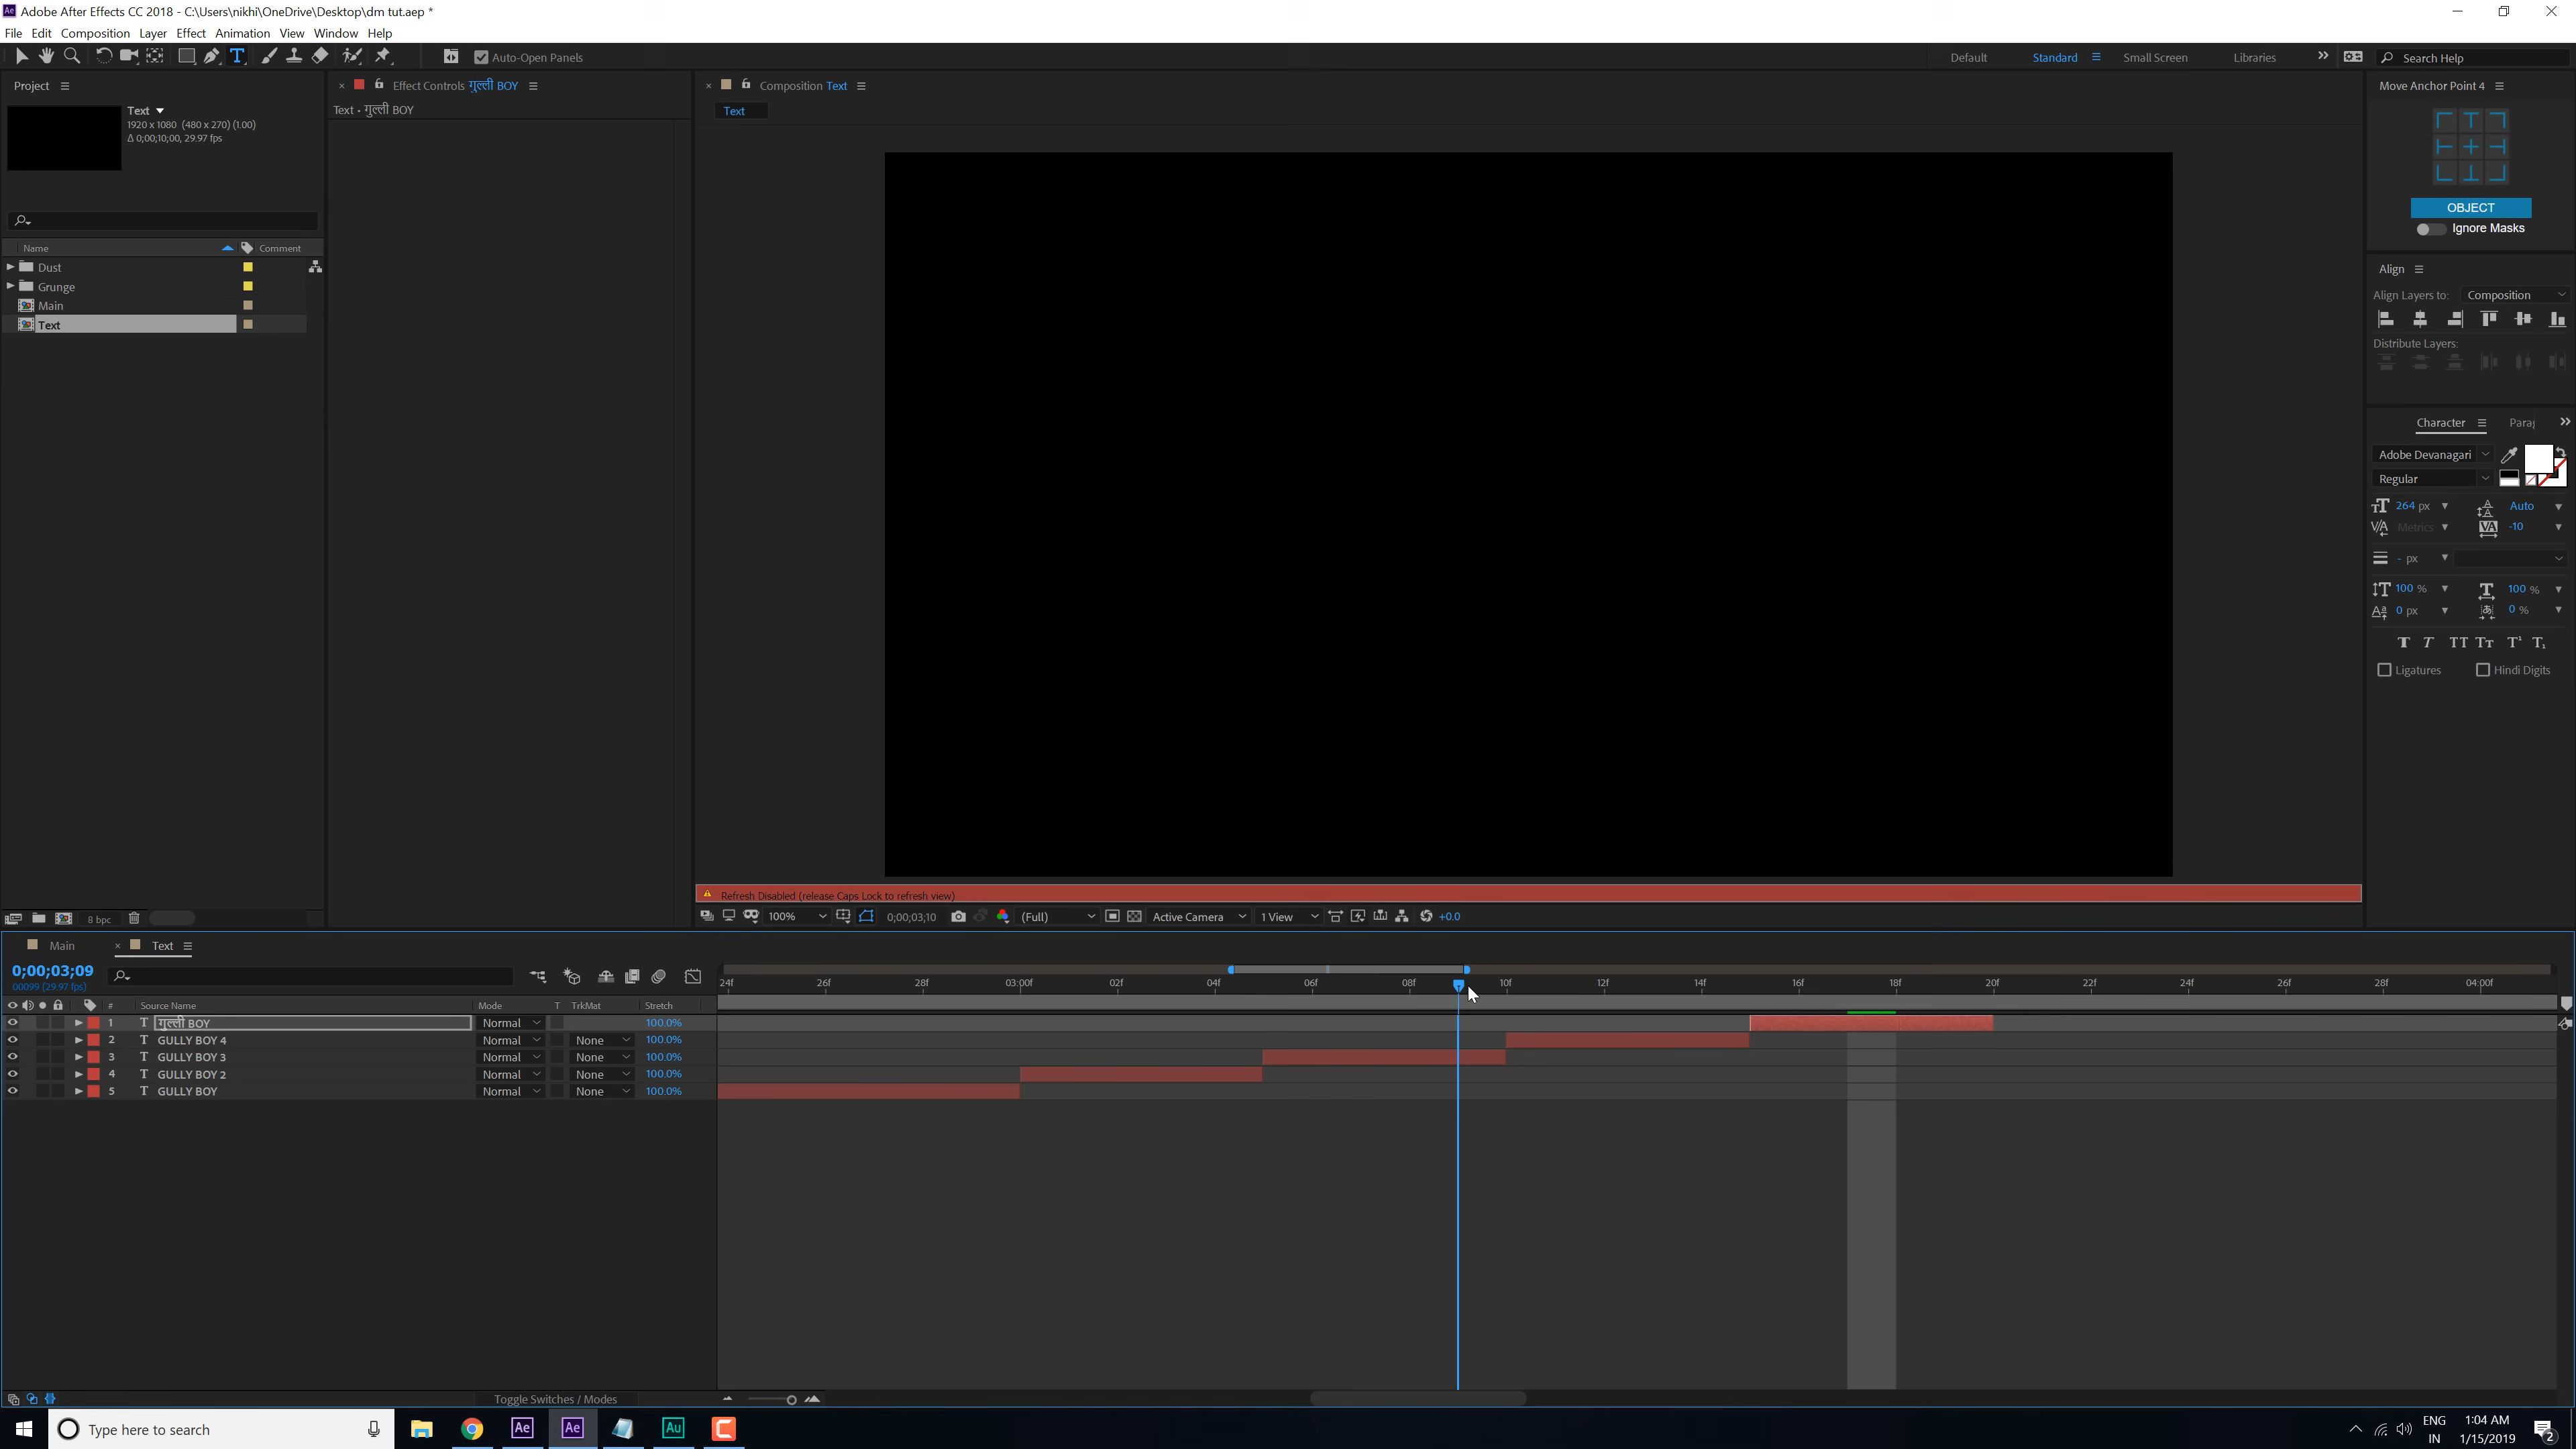 Adobe After Effects CC 2018 - C:\Users\nikhi\OneDrive\Desktop\dm tut.aep *
File Edit Composition Layer Effect Animation View Window Help
Auto-Open Panels
Default Standard Small Screen Libraries Search Help
Project
Effect Controls गुल्ली BOY
Composition Text
Move Anchor Point 4
Text
1920 x 1080 (480 x 270) (1.00)
Δ 0;00;10;00, 29.97 fps
Text • गुल्ली BOY
Text
OBJECT
Ignore Masks
Name Comment
Dust
Grunge
Main
Text
Align
Align Layers to: Composition
Distribute Layers:
Character Para
Adobe Devanagari
Regular
264 px Auto
Metrics -10
- px
100 % 100 %
0 px 0 %
Ligatures Hindi Digits
Refresh Disabled (release Caps Lock to refresh view)
8 bpc
100% 0;00;03;10 (Full) Active Camera 1 View +0.0
Main Text
0;00;03;09
00099 (29.97 fps)
24f 26f 28f 03:00f 02f 04f 06f 08f 10f 12f 14f 16f 18f 20f 22f 24f 26f 28f 04:00f
# Source Name Mode T TrkMat Stretch
1 T गुल्ली BOY Normal 100.0%
2 T GULLY BOY 4 Normal None 100.0%
3 T GULLY BOY 3 Normal None 100.0%
4 T GULLY BOY 2 Normal None 100.0%
5 T GULLY BOY Normal None 100.0%
Toggle Switches / Modes
Type here to search
Ae Ae Au
ENG
IN
1:04 AM
1/15/2019
2